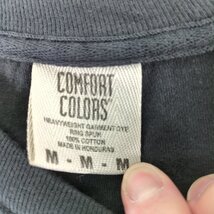 COMFORT
COLORS®
HEAVYWEIGHT GARMENT DYE
RING SPUN
100% COTTON
MADE IN HONDURAS
M - M - M